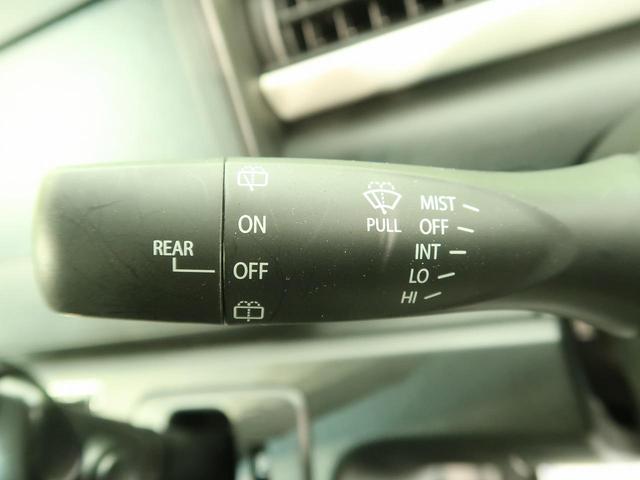 REAR
ON
OFF
PULL
MIST
OFF
INT
LO
HI